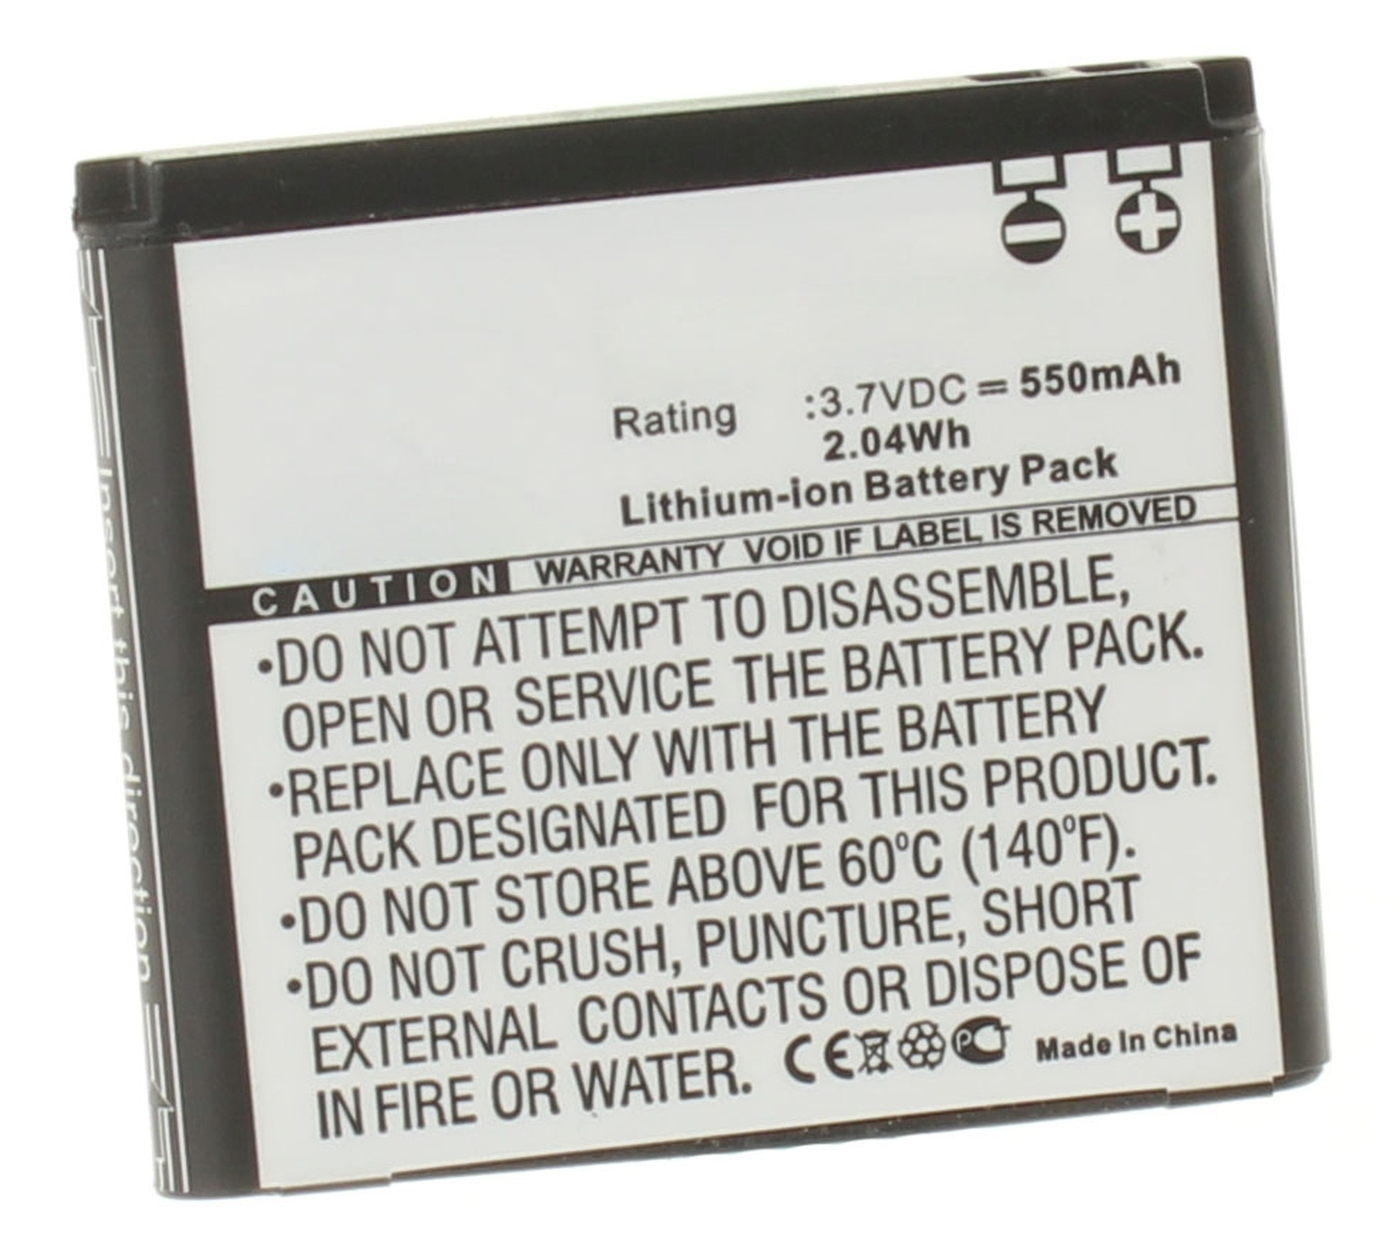 Rating :3.7VDC = 550mAh
2.04Wh
Lithium-ion Battery Pack
CAUTION WARRANTY VOID IF LABEL IS REMOVED
•DO NOT ATTEMPT TO DISASSEMBLE,
OPEN OR SERVICE THE BATTERY PACK.
•REPLACE ONLY WITH THE BATTERY
PACK DESIGNATED FOR THIS PRODUCT.
•DO NOT STORE ABOVE 60°C (140°F).
•DO NOT CRUSH, PUNCTURE, SHORT
EXTERNAL CONTACTS OR DISPOSE OF
IN FIRE OR WATER. CE PCT Made In China
Insert this direction